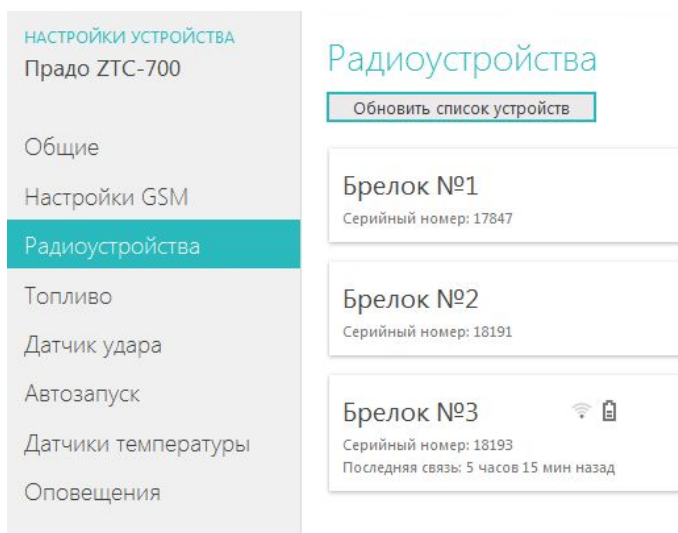 НАСТРОЙКИ УСТРОЙСТВА
Прадо ZTC-700
Общие
Настройки GSM
Радиоустройства
Топливо
Датчик удара
Автозапуск
Датчики температуры
Оповещения
Радиоустройства
Обновить список устройств
Брелок №1
Серийный номер: 17847
Брелок №2
Серийный номер: 18191
Брелок №3
Серийный номер: 18193
Последняя связь: 5 часов 15 мин назад